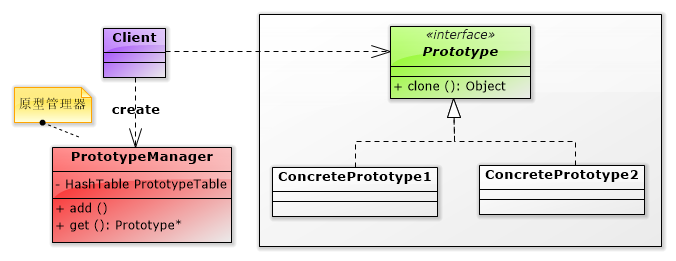 Client
«interface»
Prototype
+ clone (): Object
create
原型管理器
PrototypeManager
- HashTable PrototypeTable
+ add ()
+ get (): Prototype*
ConcretePrototype1
ConcretePrototype2